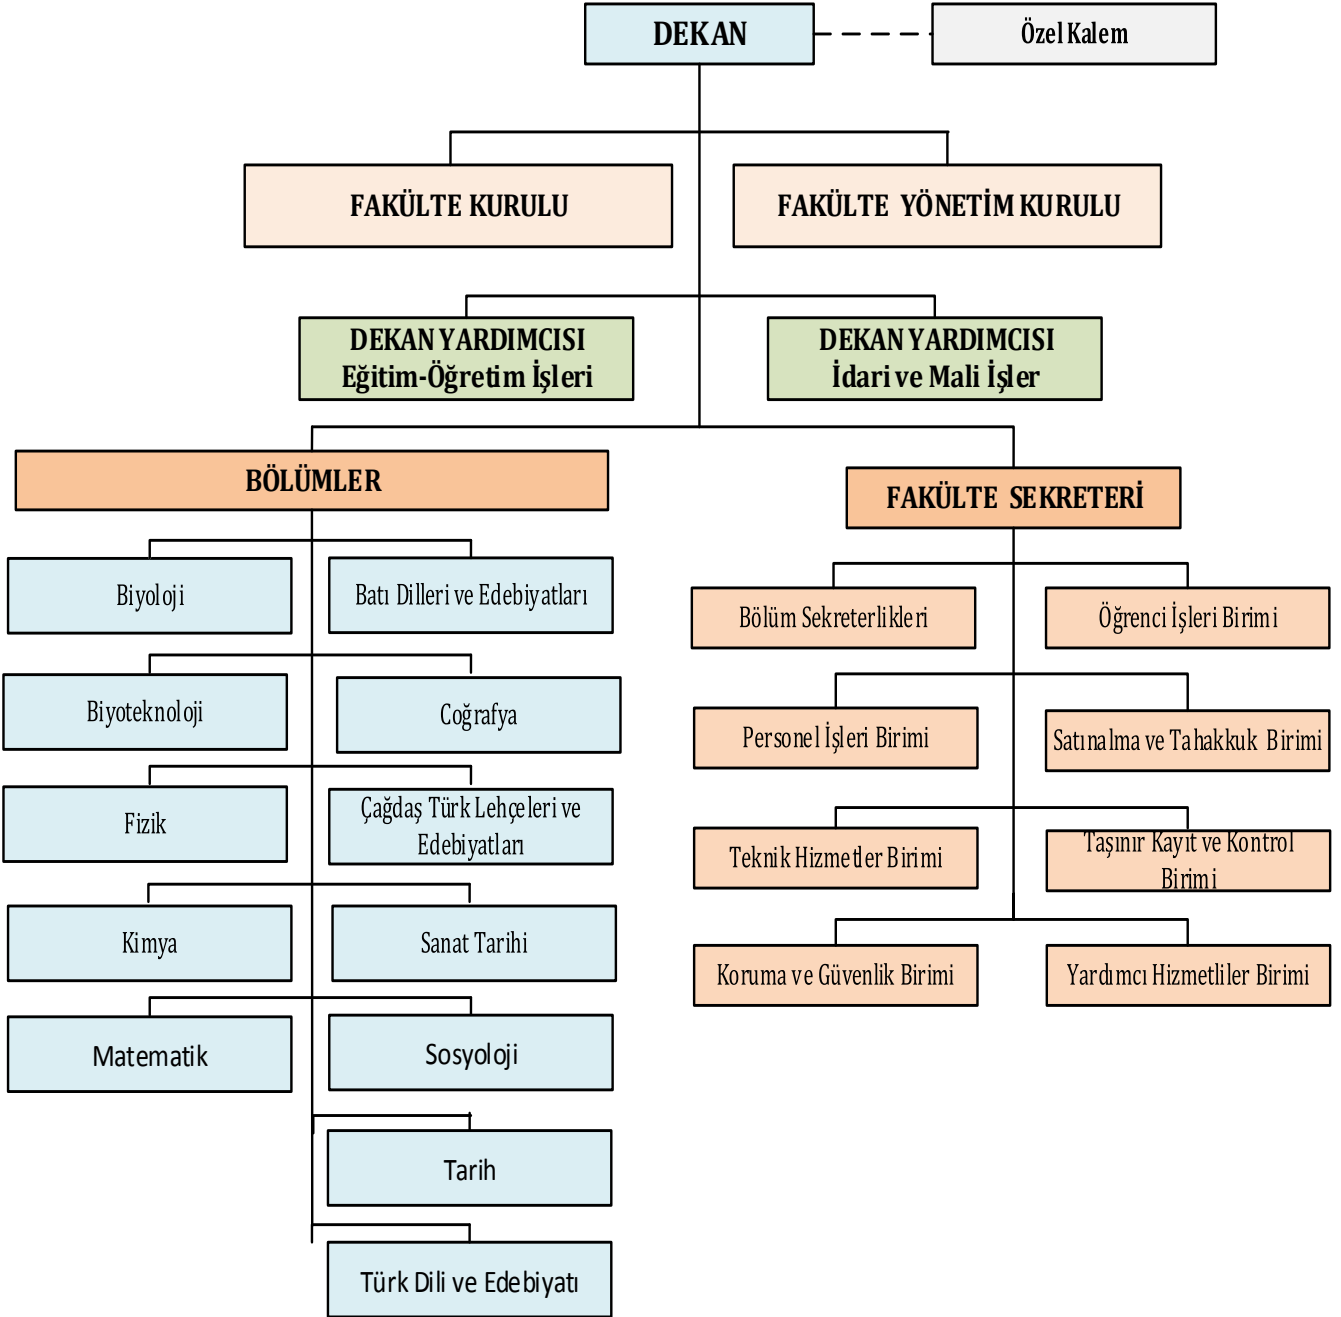 DEKAN
Özel Kalem
FAKÜLTE KURULU
FAKÜLTE YÖNETİM KURULU
DEKAN YARDIMCISI
Eğitim-Öğretim İşleri
DEKAN YARDIMCISI
İdari ve Mali İşler
BÖLÜMLER
FAKÜLTE SEKRETERİ
Biyoloji
Batı Dilleri ve Edebiyatları
Bölüm Sekreterlikleri
Öğrenci İşleri Birimi
Biyoteknoloji
Coğrafya
Personel İşleri Birimi
Satınalma ve Tahakkuk Birimi
Fizik
Çağdaş Türk Lehçeleri ve
Edebiyatları
Teknik Hizmetler Birimi
Taşınır Kayıt ve Kontrol
Birimi
Kimya
Sanat Tarihi
Koruma ve Güvenlik Birimi
Yardımcı Hizmetliler Birimi
Matematik
Sosyoloji
Tarih
Türk Dili ve Edebiyatı